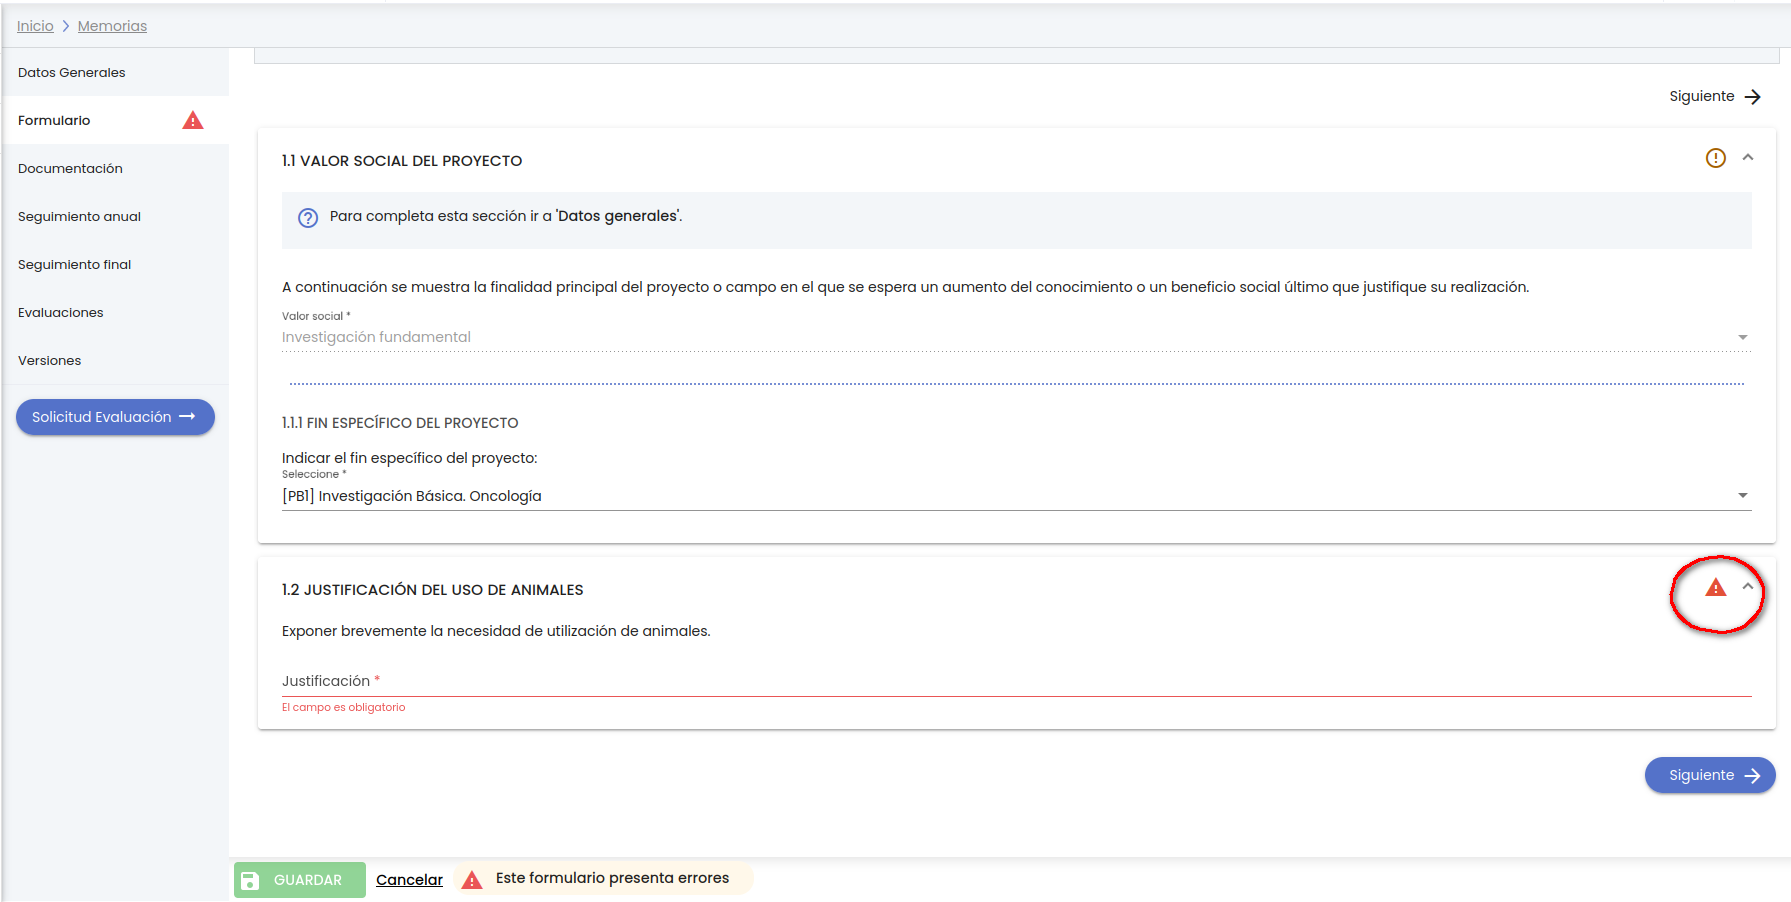 Inicio > Memorias
Datos Generales
Formulario
Documentación
Seguimiento anual
Seguimiento final
Evaluaciones
Versiones
Solicitud Evaluación
Siguiente
1.1 VALOR SOCIAL DEL PROYECTO
Para completa esta sección ir a 'Datos generales'.
A continuación se muestra la finalidad principal del proyecto o campo en el que se espera un aumento del conocimiento o un beneficio social último que justifique su realización.
Valor social *
Investigación fundamental
1.1.1 FIN ESPECÍFICO DEL PROYECTO
Indicar el fin específico del proyecto:
Seleccione *
[PB1] Investigación Básica. Oncología
1.2 JUSTIFICACIÓN DEL USO DE ANIMALES
Exponer brevemente la necesidad de utilización de animales.
Justificación *
El campo es obligatorio
Siguiente
GUARDAR Cancelar Este formulario presenta errores